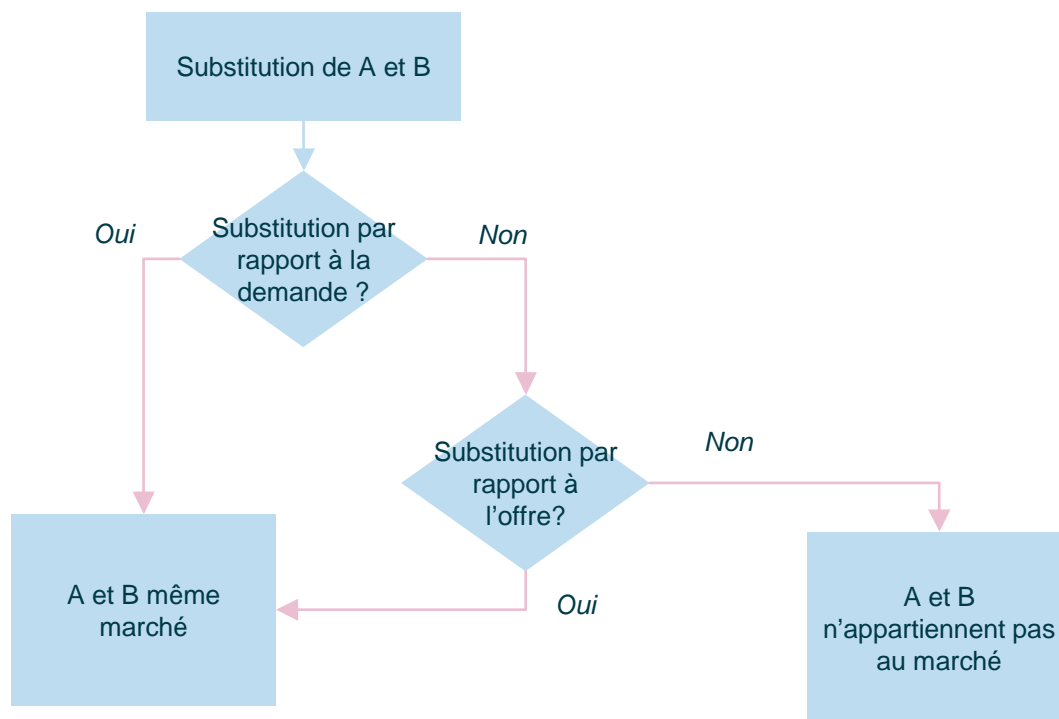 Substitution de A et B
Oui
Substitution par
rapport à la
demande ?
Non
Substitution par
rapport à
l'offre?
Non
A et B même
marché
Oui
A et B
n'appartiennent pas
au marché